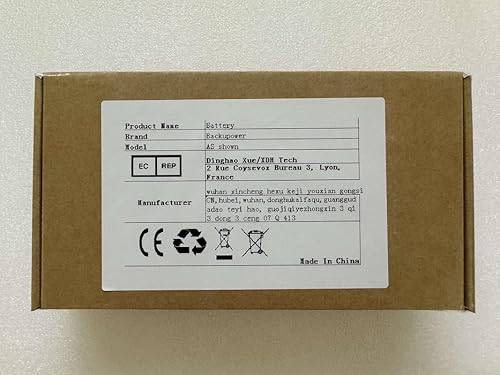 Product Name Battery
Brand Backupower
Model AS shown
EC REP Dinghao Xue/XDH Tech
2 Rue Coysevox Bureau 3, Lyon,
France
Manufacturer wuhan xincheng hexu keji youxian gongsi
CN,hubei,wuhan,donghukaifaqu,guanggud
adao teyi hao, guojiqiyezhongxin 3 qi
3 dong 3 ceng 07 Q 413
CE
Made In China